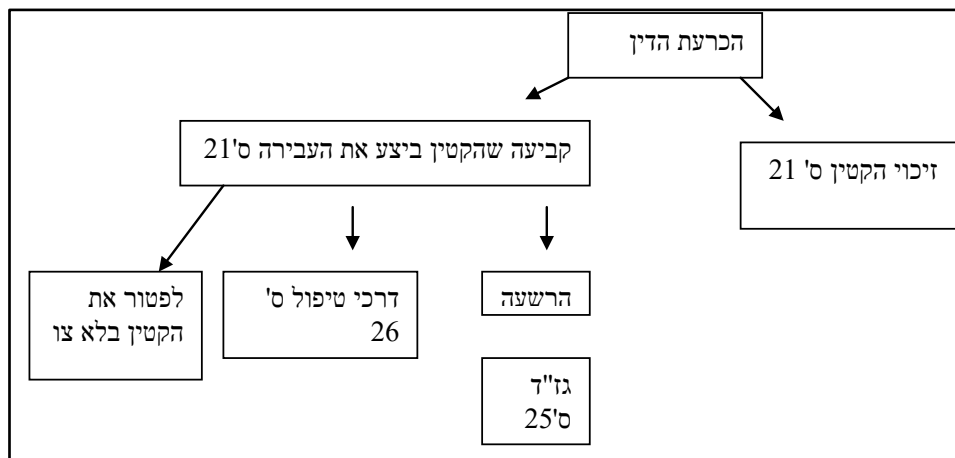 הכרעת הדין
קביעה שהקטין ביצע את העבירה ס'21
זיכוי הקטין ס' 21
הרשעה
דרכי טיפול ס'
26
לפטור את
הקטין בלא צו
גז"ד
ס'25